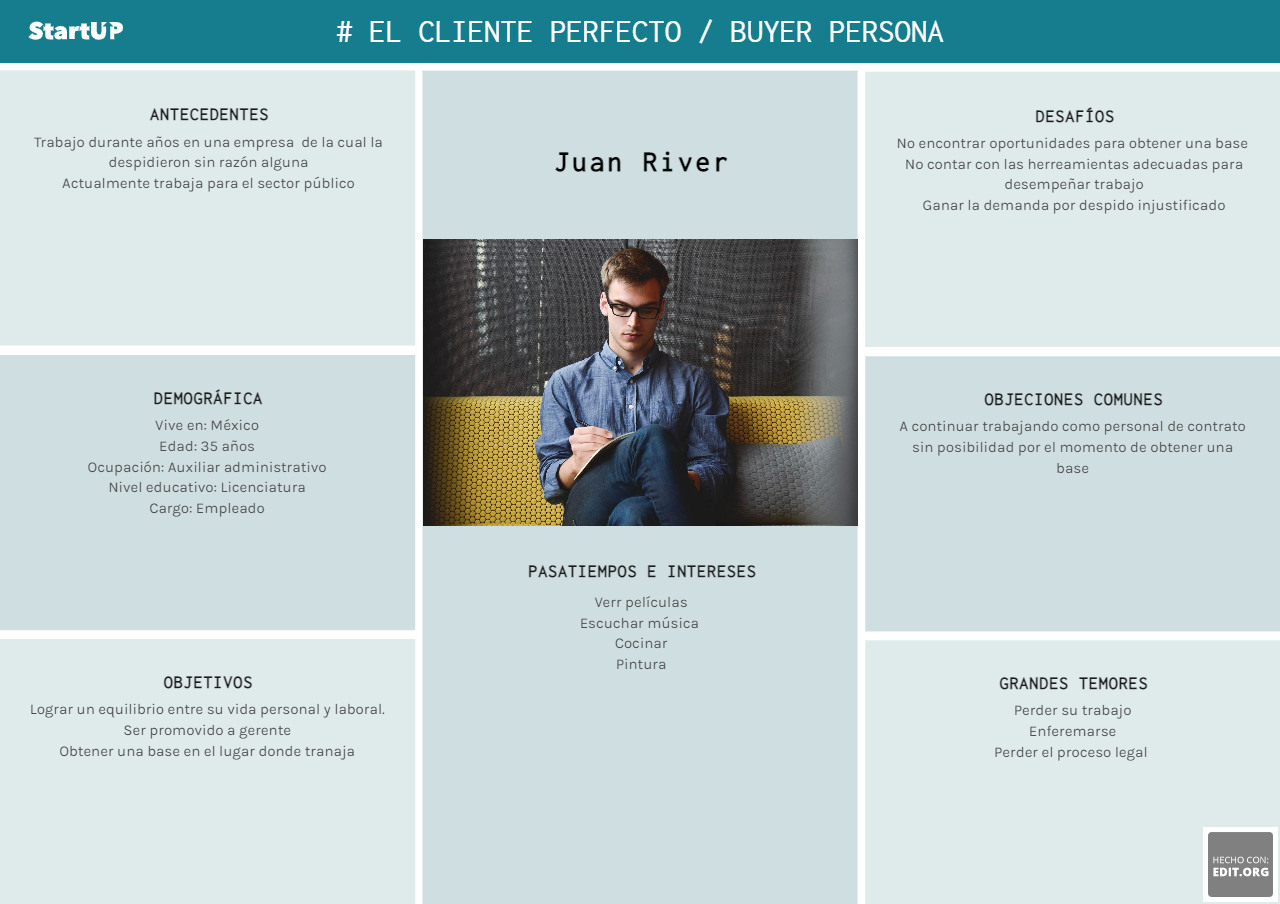 StartUP
# EL CLIENTE PERFECTO / BUYER PERSONA
ANTECEDENTES
Trabajo durante años en una empresa  de la cual la
despidieron sin razón alguna
Actualmente trabaja para el sector público
DEMOGRÁFICA
Vive en: México
Edad: 35 años
Ocupación: Auxiliar administrativo
Nivel educativo: Licenciatura
Cargo: Empleado
OBJETIVOS
Lograr un equilibrio entre su vida personal y laboral.
Ser promovido a gerente
Obtener una base en el lugar donde tranaja
Juan River
PASATIEMPOS E INTERESES
Verr películas
Escuchar música
Cocinar
Pintura
DESAFÍOS
No encontrar oportunidades para obtener una base
No contar con las herreamientas adecuadas para
desempeñar trabajo
Ganar la demanda por despido injustificado
OBJECIONES COMUNES
A continuar trabajando como personal de contrato
sin posibilidad por el momento de obtener una
base
GRANDES TEMORES
Perder su trabajo
Enferemarse
Perder el proceso legal
HECHO CON:
EDIT.ORG